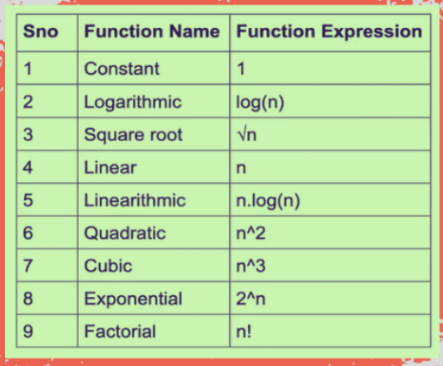 Sno Function Name Function Expression
1 Constant 1
2 Logarithmic log(n)
3 Square root √n
4 Linear n
5 Linearithmic n.log(n)
6 Quadratic n^2
7 Cubic n^3
8 Exponential 2^n
9 Factorial n!